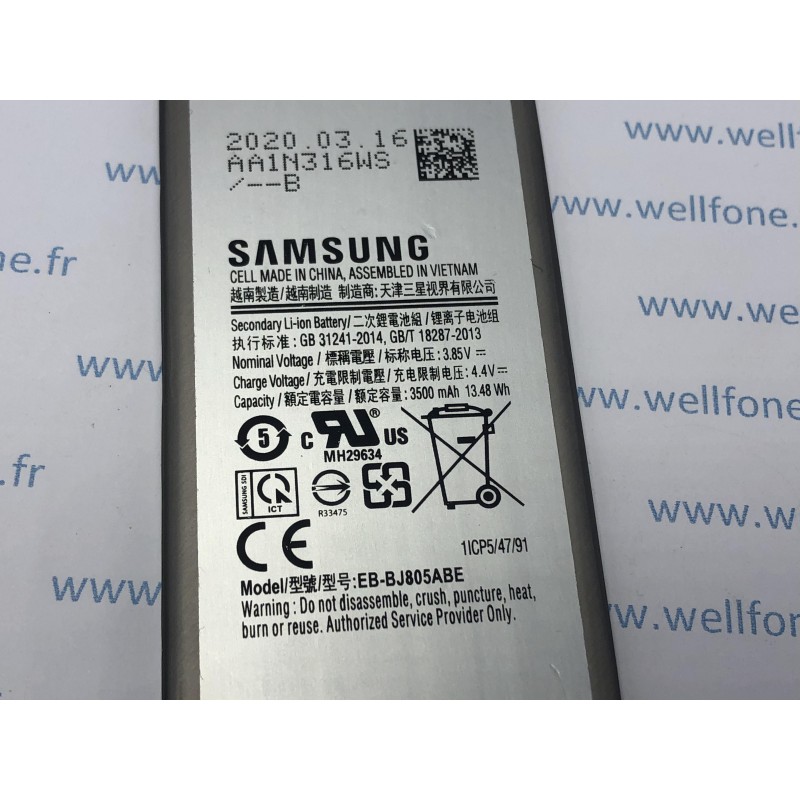 2020.03.16
AA1N316WS
/--B
SAMSUNG
CELL MADE IN CHINA, ASSEMBLED IN VIETNAM
越南製造/越南制造 制造商:天津三星视界有限公司
Secondary Li-ion Battery/二次鋰電池組/锂离子电池组
执行标准: GB 31241-2014, GB/T 18287-2013
Nominal Voltage / 標稱電壓/标称电压: 3.85V ⎓
Charge Voltage/充電限制電壓/充电限制电压: 4.4V ⎓
Capacity/額定電容量/额定容量: 3500 mAh 13.48 Wh
5
c RU® US
MH29634
SAMSUNG SDI
ICT
R33475
CE
1ICP5/47/91
Model/型號/型号:EB-BJ805ABE
Warning : Do not disassemble, crush, puncture, heat,
burn or reuse. Authorized Service Provider Only.
www.wellfone.
www.
www.wellfone.
ne.fr
www.wellfone
www.wellfone.
www
.fr
www.wellfone
www
www.wellfone